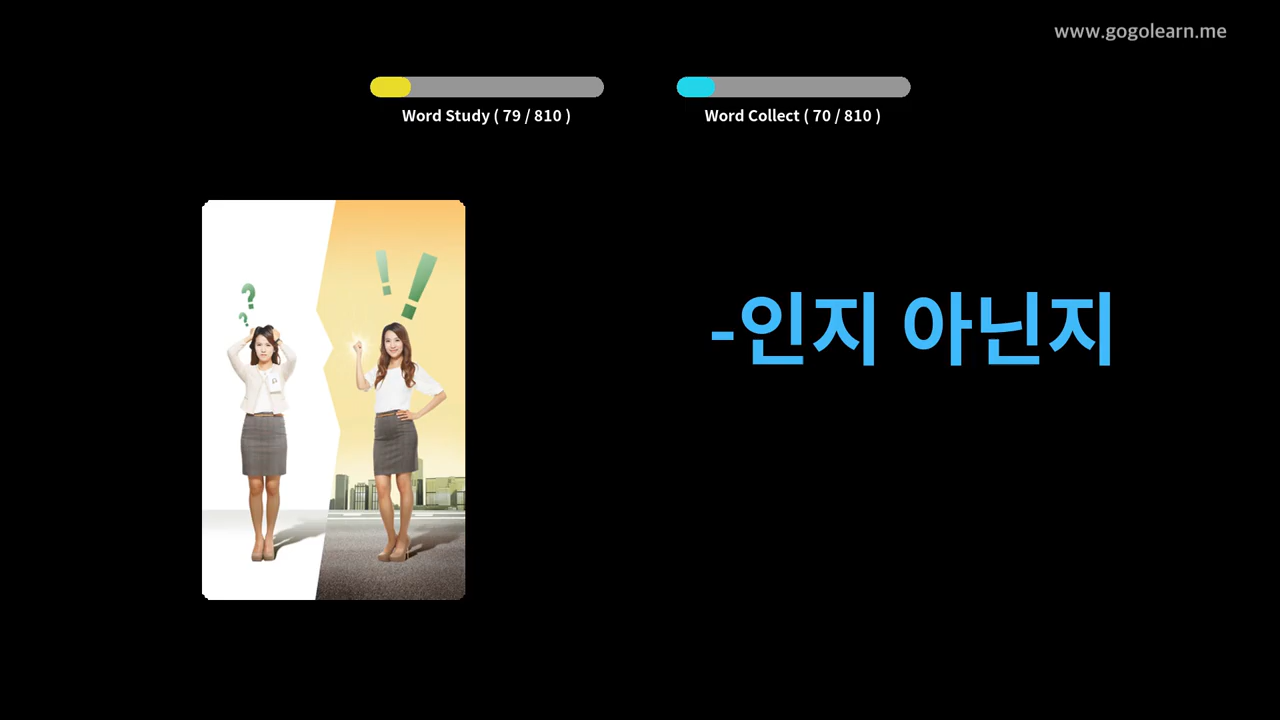 www.gogolearn.me
Word Study ( 79 / 810 )
Word Collect ( 70 / 810 )
?
?
! !
-인지 아닌지